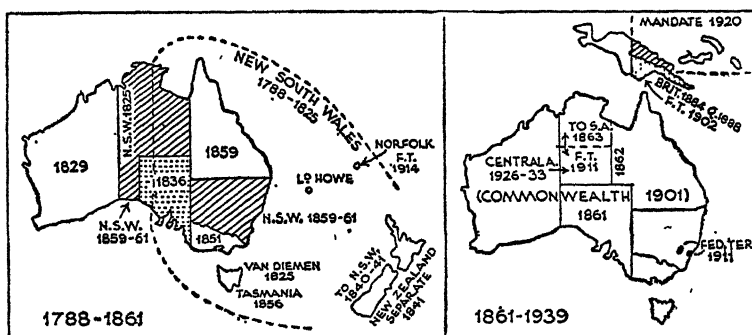 NEW SOUTH WALES
1788-1825
N.S.W. 1825
1829
1859
NORFOLK
F.T.
1914
LD HOWE
1836
N.S.W.
1859-61
N.S.W. 1859-61
1851
VAN DIEMEN
1825
TASMANIA
1856
TO N.S.W.
1840-41
NEW ZEALAND
SEPARATE
1841
1788-1861
MANDATE 1920
BRIT. 1884 & 1888
F.T. 1902
TO S.A.
1863
F.T.
1911
1862
CENTRAL A.
1926-33
(COMMONWEALTH 1901)
1861
FED. TER
1911
1861-1939